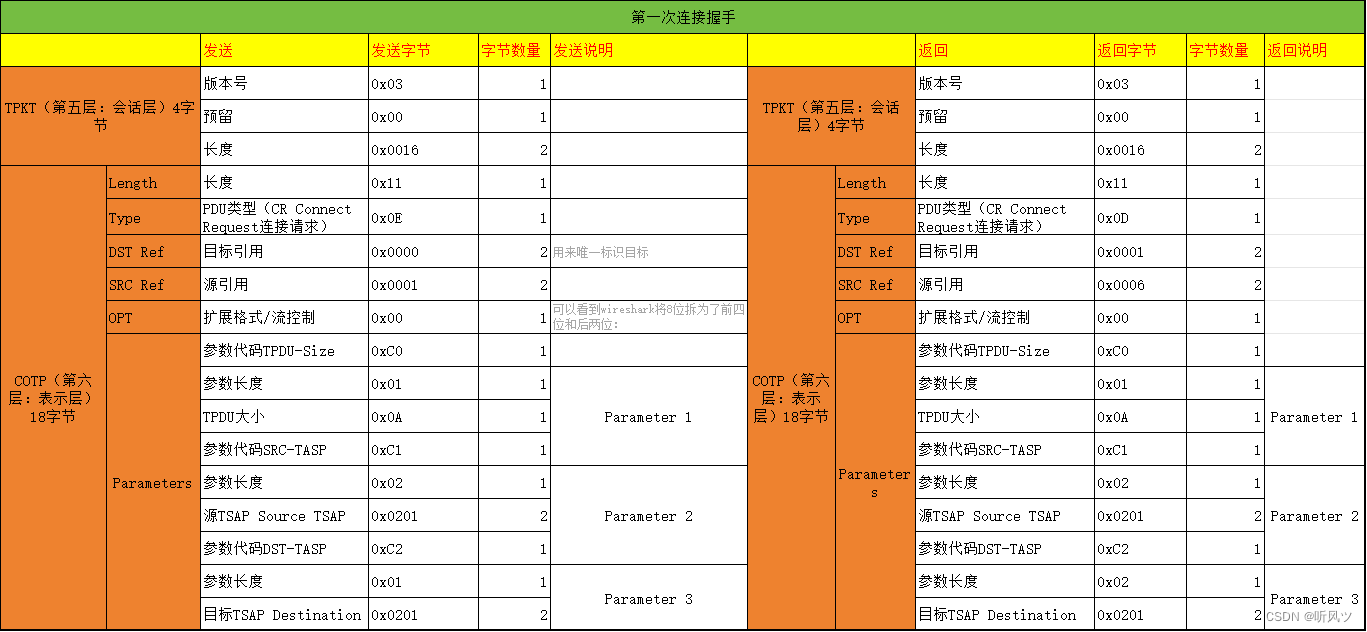 第一次连接握手
发送 发送字节 字节数量 发送说明 返回 返回字节 字节数量 返回说明
TPKT（第五层：会话层）4字
节
版本号 0x03 1
预留 0x00 1
长度 0x0016 2
TPKT（第五层：会话
层）4字节
版本号 0x03 1
预留 0x00 1
长度 0x0016 2
COTP（第六
层：表示层）
18字节
Length 长度 0x11 1
Type PDU类型（CR Connect
Request连接请求） 0x0E 1
DST Ref 目标引用 0x0000 2 用来唯一标识目标
SRC Ref 源引用 0x0001 2
OPT 扩展格式/流控制 0x00 1 可以看到wireshark将8位拆为了前四
位和后两位:
Parameters
参数代码TPDU-Size 0xC0 1
参数长度 0x01 1
TPDU大小 0x0A 1 Parameter 1
参数代码SRC-TASP 0xC1 1
参数长度 0x02 1
源TSAP Source TSAP 0x0201 2 Parameter 2
参数代码DST-TASP 0xC2 1
参数长度 0x01 1
Parameter 3
目标TSAP Destination 0x0201 2
COTP（第六
层：表示
层）18字节
Length 长度 0x11 1
Type PDU类型（CR Connect
Request连接请求） 0x0D 1
DST Ref 目标引用 0x0001 2
SRC Ref 源引用 0x0006 2
OPT 扩展格式/流控制 0x00 1
Parameter
s
参数代码TPDU-Size 0xC0 1
参数长度 0x01 1
TPDU大小 0x0A 1 Parameter 1
参数代码SRC-TASP 0xC1 1
参数长度 0x02 1
源TSAP Source TSAP 0x0201 2 Parameter 2
参数代码DST-TASP 0xC2 1
参数长度 0x02 1
Parameter 3
目标TSAP Destination 0x0201 2
CSDN @听风ツ